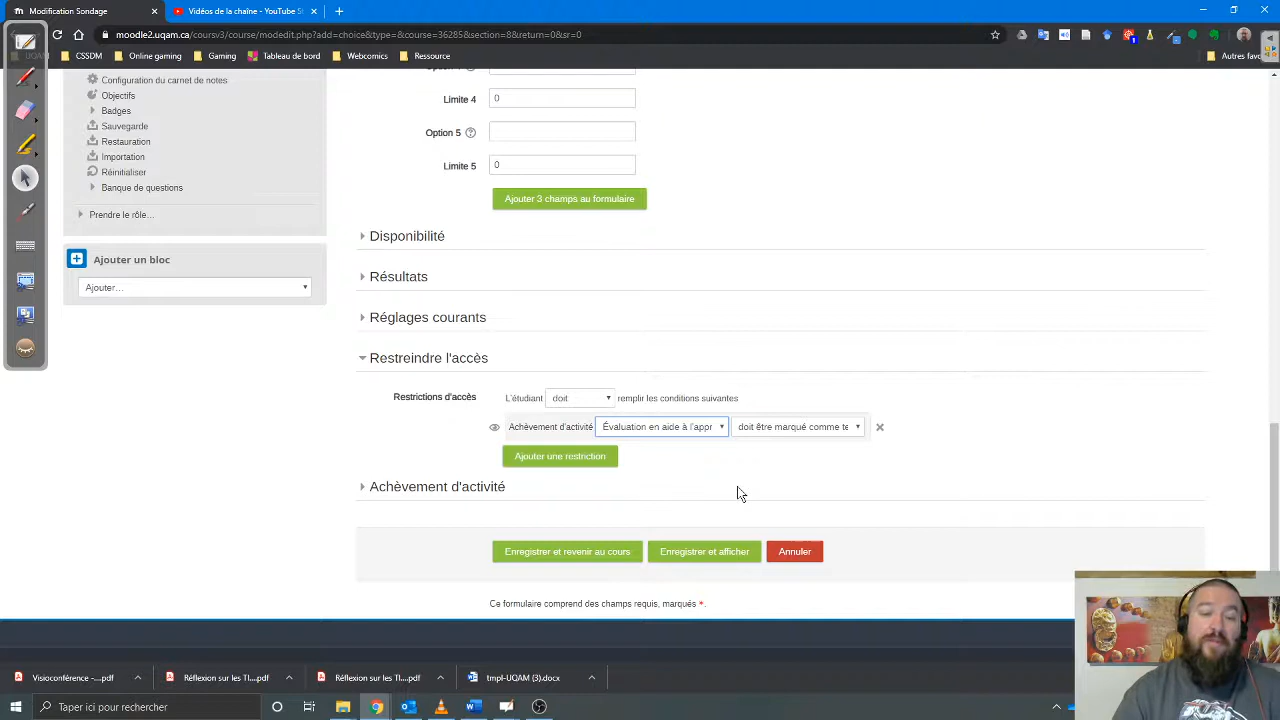 Modification Sondage
Vidéos de la chaîne - YouTube
moodle2.uqam.ca/coursv3/course/modedit.php?add=choice&type=&course=36285&section=8&return=0&sr=0
UQAM
CSSDM
Online gaming
Gaming
Tableau de bord
Webcomics
Ressource
Autres favo
Configuration du carnet de notes
Objectifs
Badges
Sauvegarde
Restauration
Importation
Réinitialiser
Banque de questions
Prendre le rôle...
Ajouter un bloc
Ajouter...
Limite 4
0
Option 5
Limite 5
0
Ajouter 3 champs au formulaire
Disponibilité
Résultats
Réglages courants
Restreindre l'accès
Restrictions d'accès
L'étudiant doit remplir les conditions suivantes
Achèvement d'activité Évaluation en aide à l'appr doit être marqué comme te
Ajouter une restriction
Achèvement d'activité
Enregistrer et revenir au cours
Enregistrer et afficher
Annuler
Ce formulaire comprend des champs requis, marqués *.
Visioconférence -....pdf
Réflexion sur les TI....pdf
Réflexion sur les TI....pdf
tmpl-UQAM (3).docx
Taper ici pour rechercher